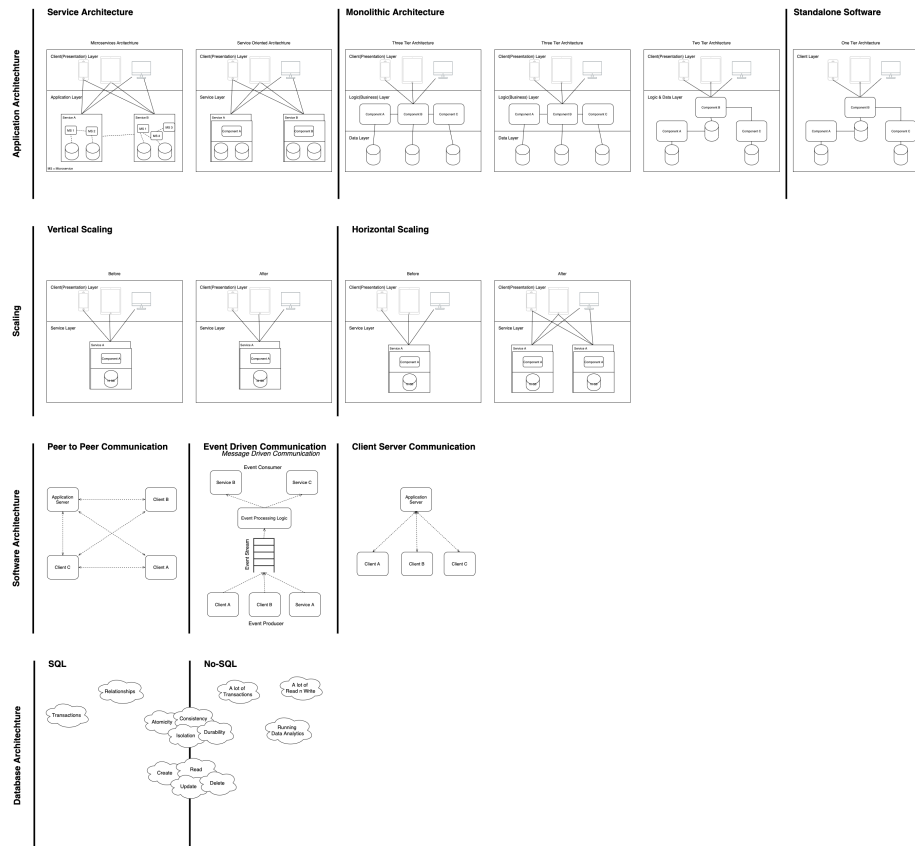 Application Architechture
Service Architecture
Monolithic Architecture
Standalone Software
Microservices Architechture
Service Oriented Architechture
Three Tier Architechture
Three Tier Architechture
Two Tier Architechture
One Tier Architechture
Client(Presentation) Layer
Application Layer
Service A
MS 1
MS 2
Service B
MS 1
MS 3
Client(Presentation) Layer
Service Layer
Service A
Component A
Service B
Component B
Client(Presentation) Layer
Logic(Business) Layer
Component A
Component B
Component C
Data Layer
Client(Presentation) Layer
Logic(Business) Layer
Component A
Component B
Component C
Data Layer
Client(Presentation) Layer
Logic & Data Layer
Component B
Component A
Component C
Client Layer
Component B
Component A
Component C
Scaling
Vertical Scaling
Horizontal Scaling
Before
After
Before
After
Client(Presentation) Layer
Service Layer
Service A
Component A
Client(Presentation) Layer
Service Layer
Service A
Component A
Client(Presentation) Layer
Service Layer
Service A
Component A
Client(Presentation) Layer
Service Layer
Service A
Component A
Service A
Component A
Software Architechture
Peer to Peer Communication
Application
Server
Client B
Client C
Client A
Event Driven Communication
Message Driven Communication
Event Consumer
Service B
Service C
Event Processing Logic
Event Stream
Client A
Client B
Service A
Event Producer
Client Server Communication
Application
Server
Client A
Client B
Client C
Database Architechture
SQL
No-SQL
Relationships
Transactions
Atomicity
Consistency
Isolation
Durability
Create
Read
Update
Delete
A lot of
Transactions
A lot of
Read n Write
Running
Data Analytics